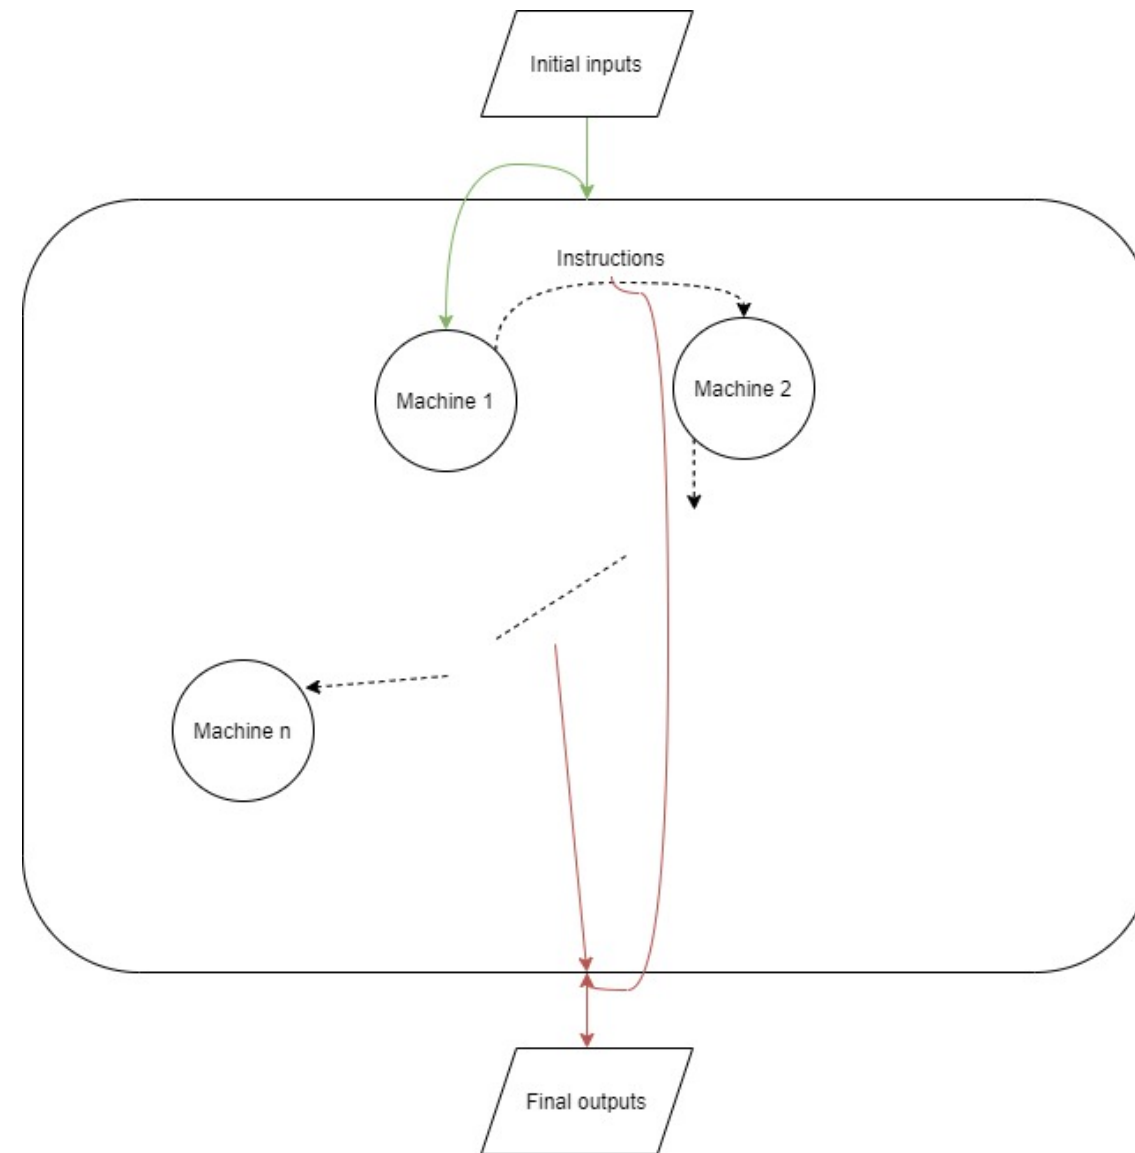 Initial inputs
Instructions
Machine 1
Machine 2
Machine n
Final outputs